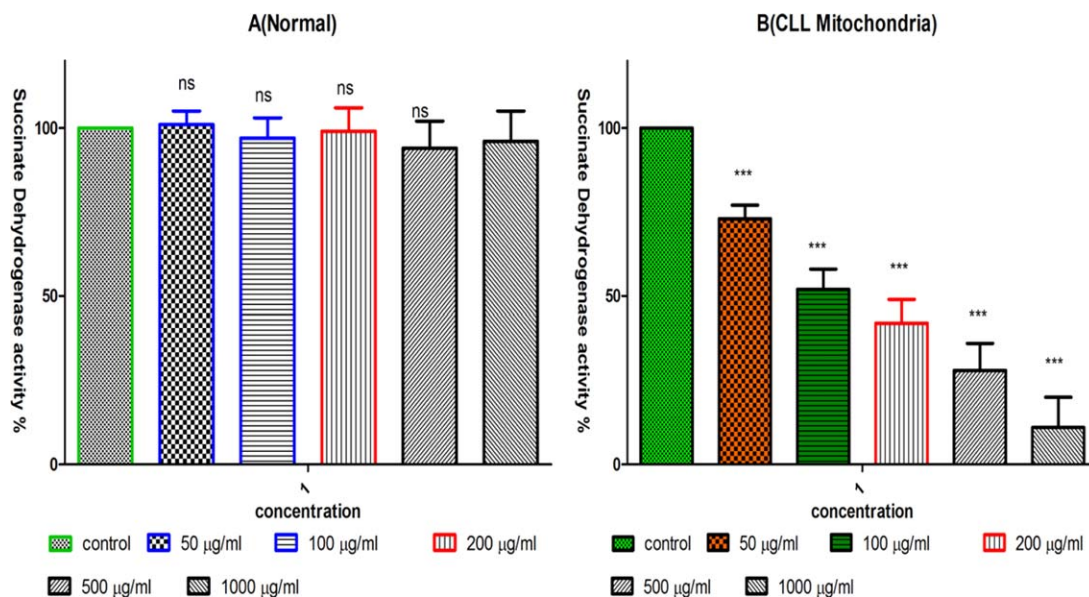 A(Normal)
Succinate Dehydrogenase activity %
100
50
0
ns
ns
ns
ns
1
concentration
control
50 µg/ml
100 µg/ml
200 µg/ml
500 µg/ml
1000 µg/ml
B(CLL Mitochondria)
Succinate Dehydrogenase activity %
100
50
0
***
***
***
***
***
1
concentration
control
50 µg/ml
100 µg/ml
200 µg/ml
500 µg/ml
1000 µg/ml